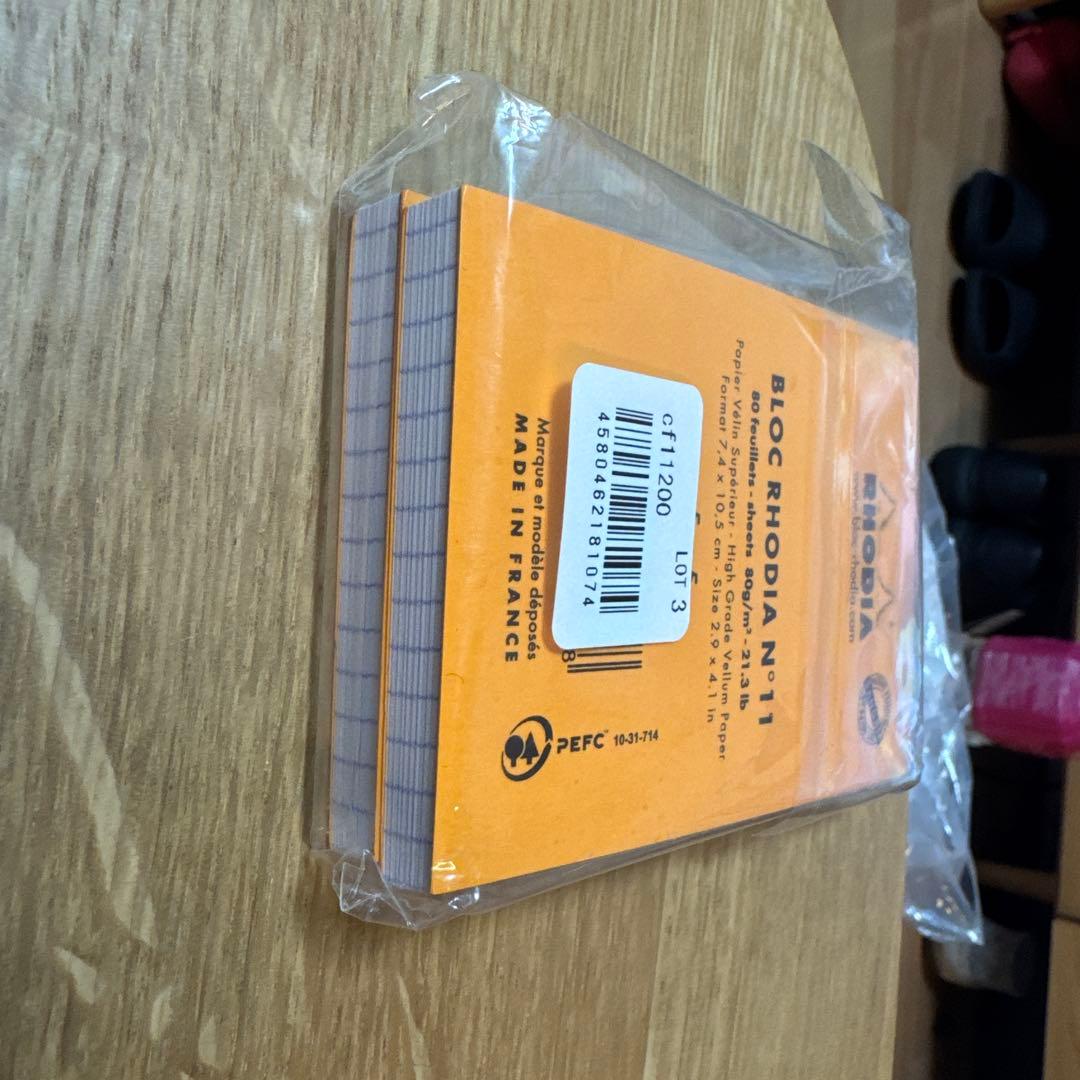 RHODIA
www.bloc-rhodia.com
BLOC RHODIA N°11
80 feuillets - sheets 80g/m² - 21.3 lb
Papier Vélin Supérieur - High Grade Vellum Paper
Format 7,4 x 10,5 cm - Size 2.9 x 4.1 in
LOT 3
cf11200
4580462181074
8
Marque et modèle déposés
MADE IN FRANCE
PEFC™ 10-31-714